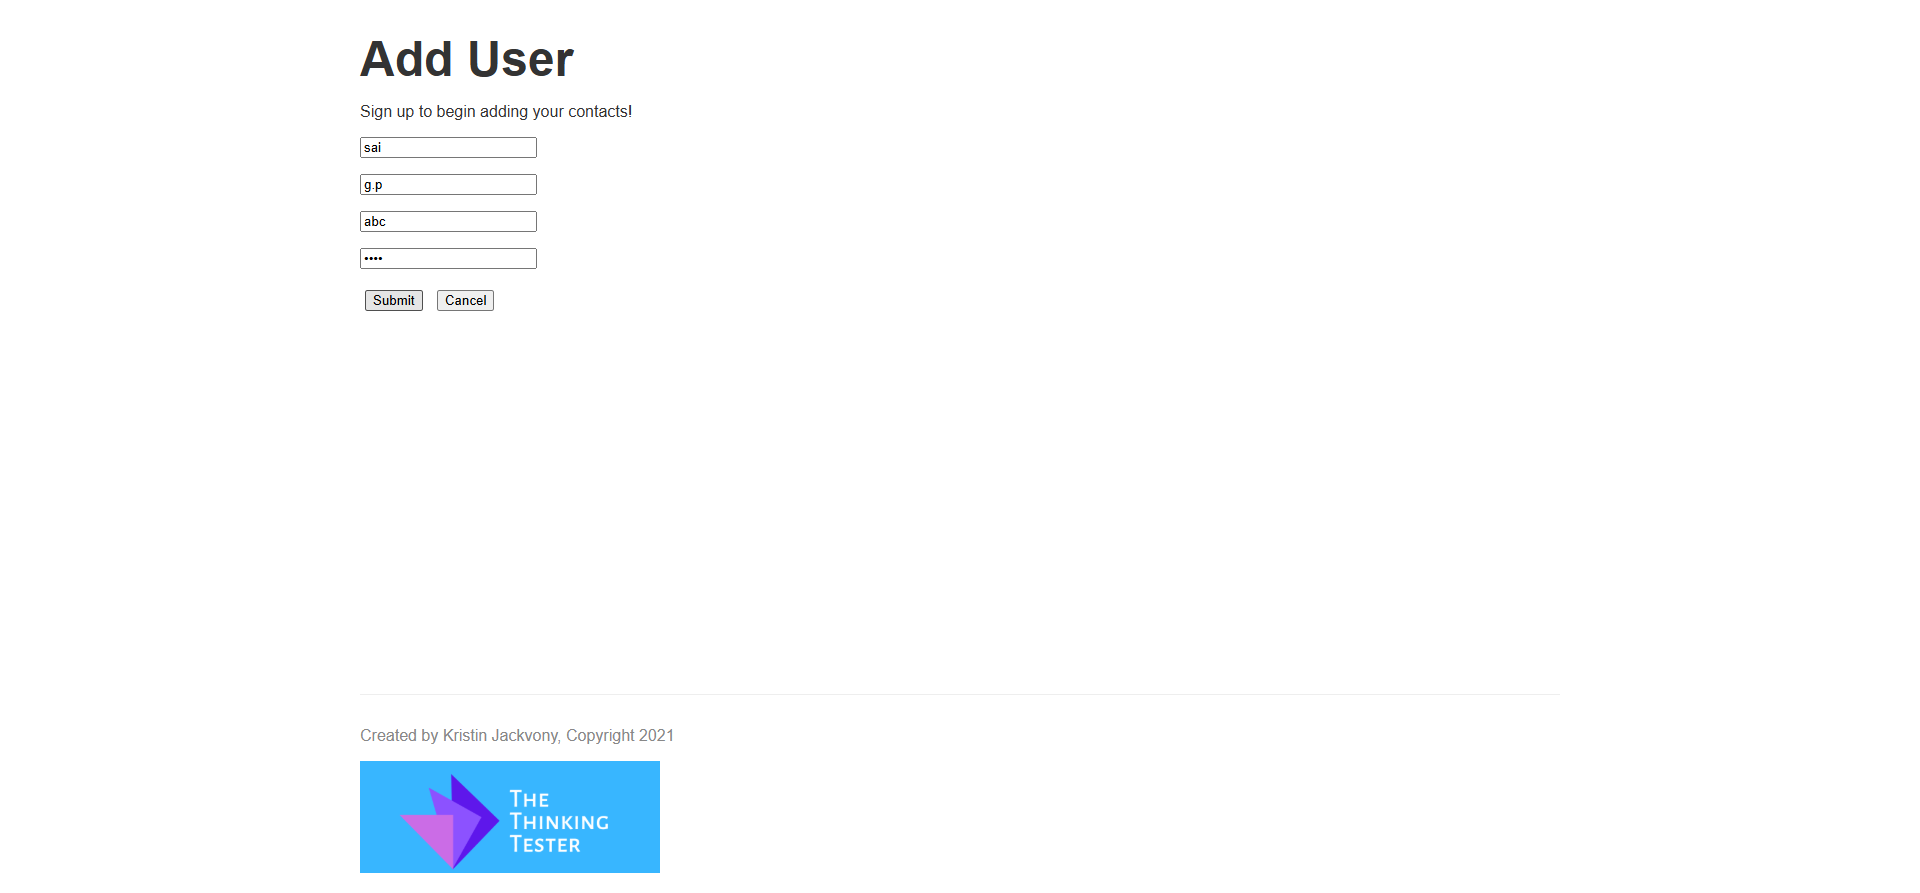 Add User
Sign up to begin adding your contacts!
sai
g.p
abc
••••
Submit Cancel
Created by Kristin Jackvony, Copyright 2021
THE
THINKING
TESTER